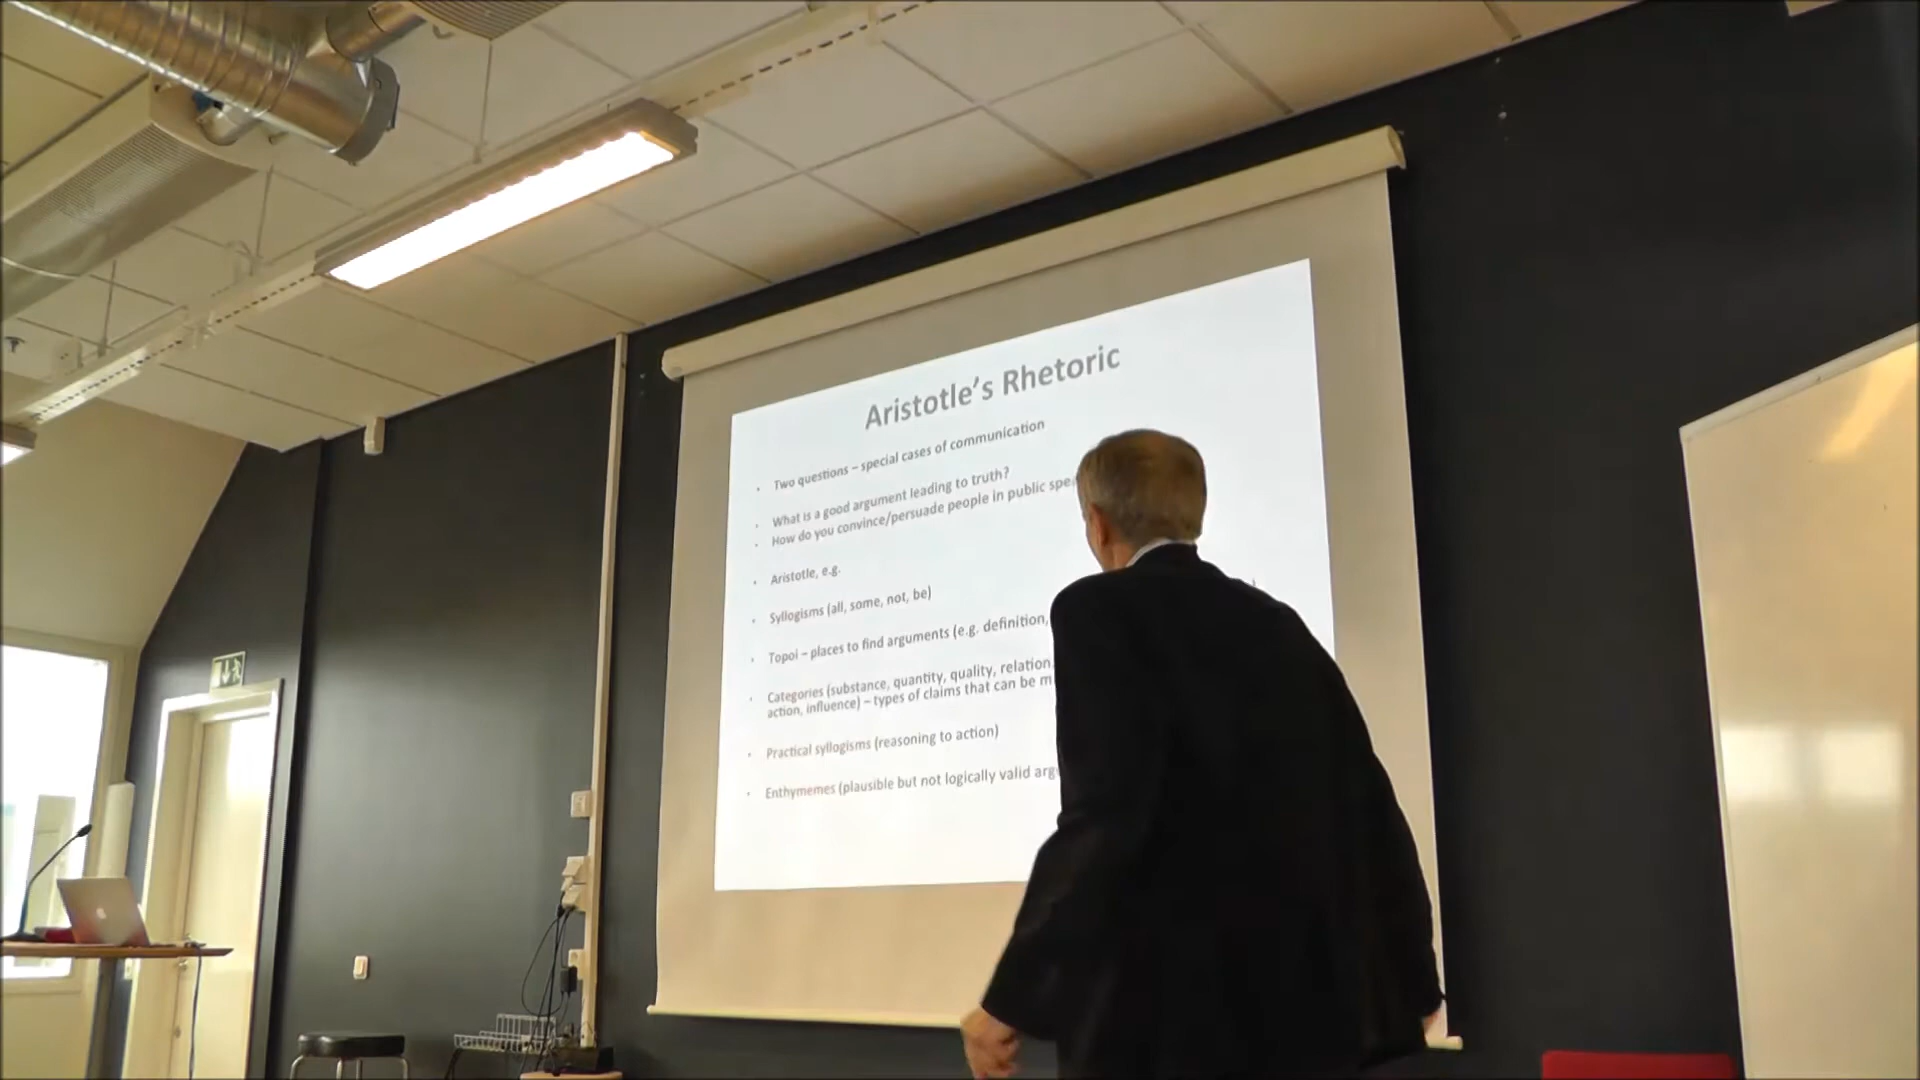 Aristotle's Rhetoric
• Two questions – special cases of communication
• What is a good argument leading to truth?
• How do you convince/persuade people in public
• Aristotle, e.g.
• Syllogisms (all, some, not, be)
• Topoi – places to find arguments (e.g. definition,
• Categories (substance, quantity, quality, relation,
action, influence) – types of claims that can be
• Practical syllogisms (reasoning to action)
• Enthymemes (plausible but not logically valid